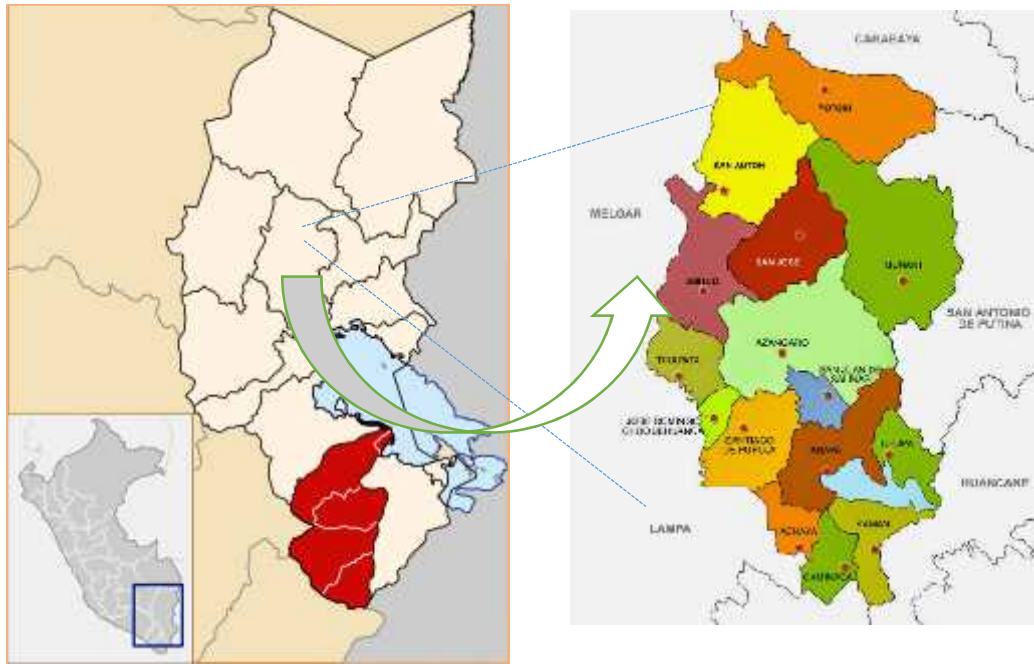 CARABAYA
POTONI
SAN ANTON
MELGAR
SAN JOSE
ASILLO
MUÑANI
SAN ANTONIO
DE PUTINA
AZANGARO
TIRAPATA
SAN JUAN DE
SALINAS
JOSE DOMINGO
CHOQUEHUANCA
SANTIAGO
DE PUPUJA
ARAPA
CHUPA
HUANCANE
LAMPA
ACHAYA
SAMAN
CAMINACA